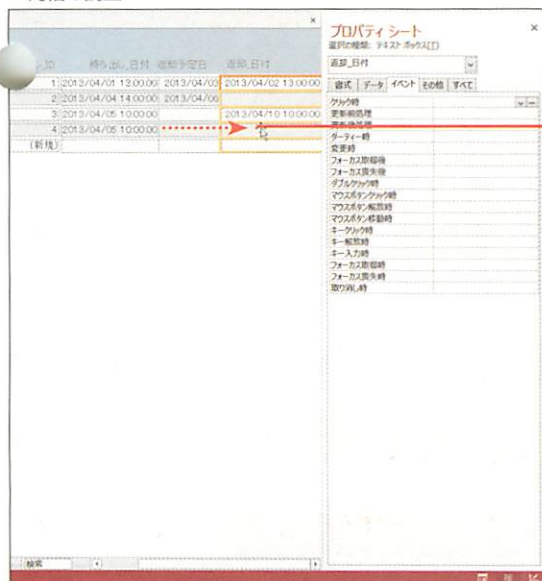 プロパティ シート
選択の種類: テキスト ボックス(T)
返却_日付
書式 データ イベント その他 すべて
_ID 持ち出し_日付 返却予定日 返却_日付
1 2013/04/01 13:00:00 2013/04/03 2013/04/02 13:00:00
2 2013/04/04 14:00:00 2013/04/06
3 2013/04/05 10:00:00 2013/04/10 10:00:00
4 2013/04/05 10:00:00
(新規)
クリック時
更新前処理
更新後処理
ダーティー時
変更時
フォーカス取得後
フォーカス喪失後
ダブルクリック時
マウスボタンクリック時
マウスボタン解放時
マウスボタン移動時
キークリック時
キー解放時
キー入力時
フォーカス取得時
フォーカス喪失時
取り消し時
検索